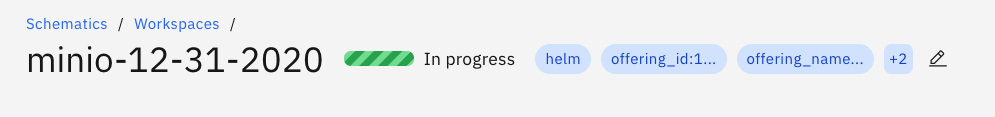 Schematics / Workspaces /
minio-12-31-2020 In progress helm offering_id:1... offering_name... +2